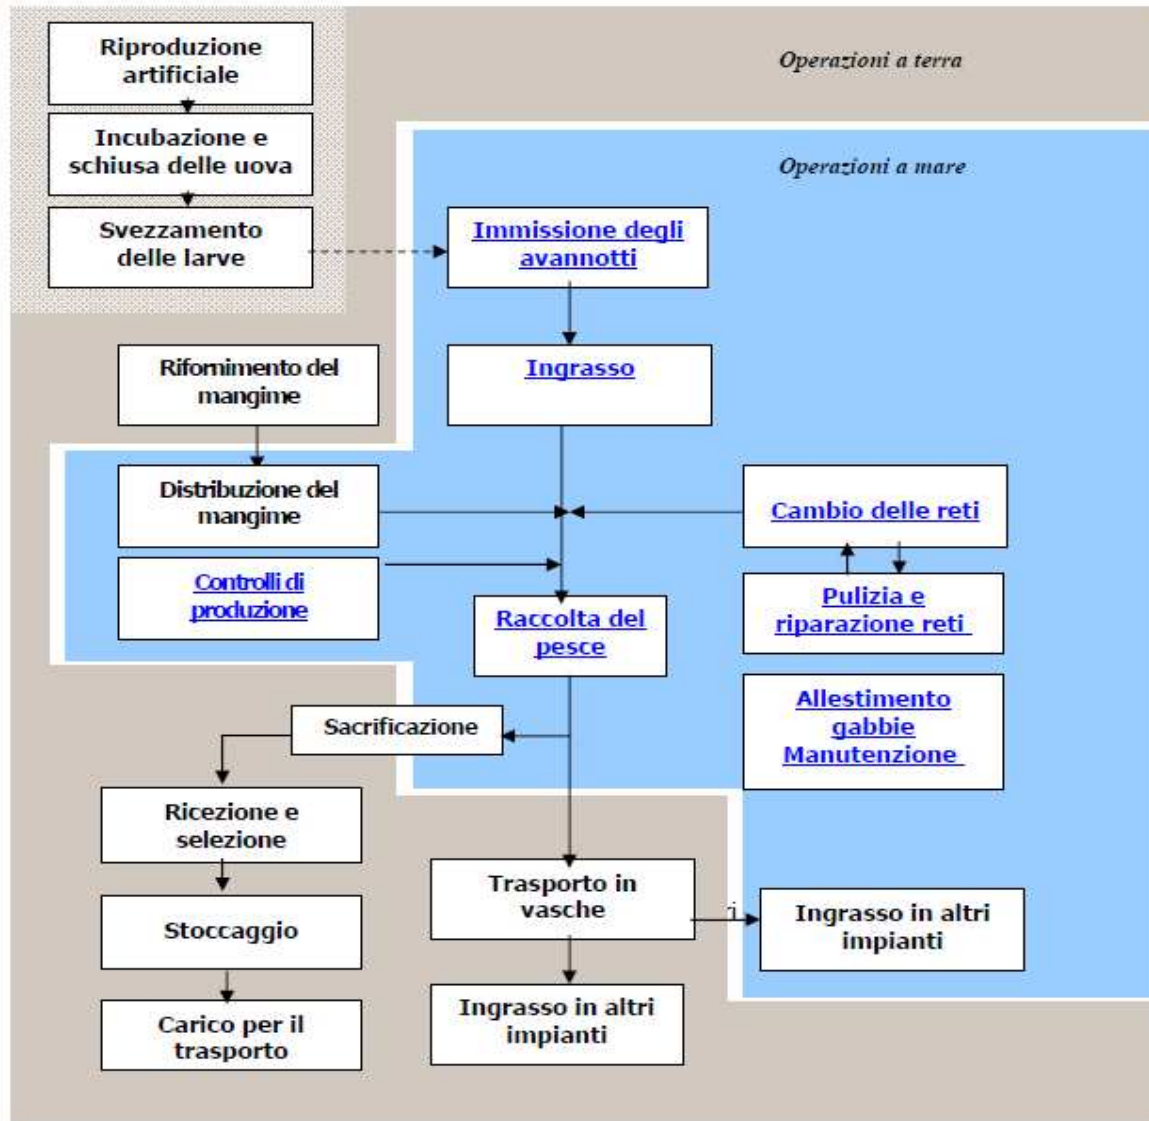 Riproduzione
artificiale
Operazioni a terra
Incubazione e
schiusa delle uova
Operazioni a mare
Svezzamento
delle larve
Immissione degli
avannotti
Rifornimento del
mangime
Ingrasso
Distribuzione del
mangime
Cambio delle reti
Controlli di
produzione
Pulizia e
riparazione reti
Raccolta del
pesce
Allestimento
gabbie
Manutenzione
Sacrificazione
Ricezione e
selezione
Trasporto in
vasche
Ingrasso in altri
impianti
Stoccaggio
Ingrasso in altri
impianti
Carico per il
trasporto